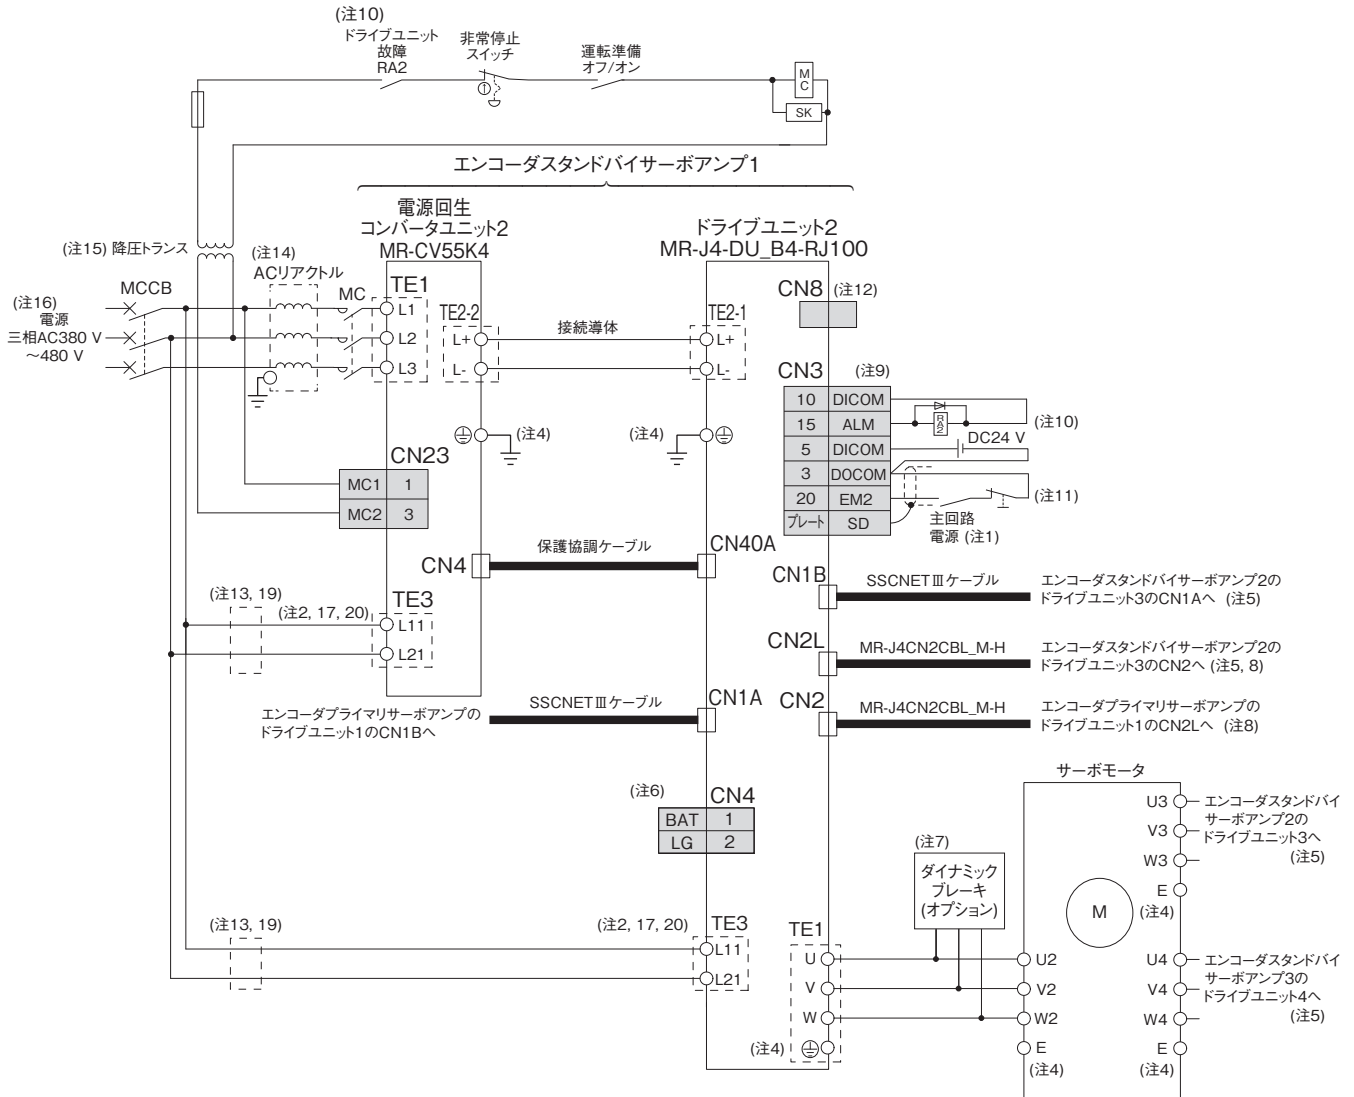 (注10)
ドライブユニット
故障
RA2
非常停止
スイッチ
運転準備
オフ/オン
MC
SK
エンコーダスタンドバイサーボアンプ1
電源回生
コンバータユニット2
MR-CV55K4
ドライブユニット2
MR-J4-DU_B4-RJ100
(注15) 降圧トランス
(注14)
ACリアクトル
MCCB
MC
(注16)
電源
三相AC380 V
～480 V
TE1
L1
L2
L3
TE2-2
L+
L-
接続導体
TE2-1
L+
L-
CN8 (注12)
CN3 (注9)
10 DICOM
15 ALM
5 DICOM
3 DOCOM
20 EM2
プレート SD
RA2
(注10)
DC24 V
(注11)
主回路
電源 (注1)
(注4)
(注4)
CN23
MC1 1
MC2 3
CN4
保護協調ケーブル
CN40A
CN1B
SSCNETⅢケーブル
エンコーダスタンドバイサーボアンプ2の
ドライブユニット3のCN1Aへ (注5)
(注13, 19)
(注2, 17, 20)
TE3
L11
L21
CN2L
MR-J4CN2CBL_M-H
エンコーダスタンドバイサーボアンプ2の
ドライブユニット3のCN2へ (注5, 8)
エンコーダプライマリサーボアンプの
ドライブユニット1のCN1Bへ
SSCNETⅢケーブル
CN1A
CN2
MR-J4CN2CBL_M-H
エンコーダプライマリサーボアンプの
ドライブユニット1のCN2Lへ (注8)
(注6)
CN4
BAT 1
LG 2
サーボモータ
U3
V3
W3
E
(注4)
エンコーダスタンドバイ
サーボアンプ2の
ドライブユニット3へ
(注5)
(注7)
ダイナミック
ブレーキ
(オプション)
M
(注13, 19)
(注2, 17, 20)
TE3
L11
L21
TE1
U
V
W
(注4)
U2
V2
W2
E
(注4)
U4
V4
W4
E
(注4)
エンコーダスタンドバイ
サーボアンプ3の
ドライブユニット4へ
(注5)